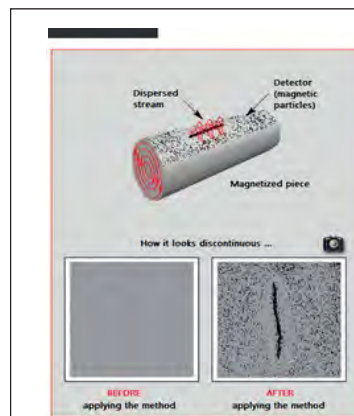 Dispersed
stream
Detector
(magnetic
particles)
Magnetized piece
How it looks discontinuous ...
BEFORE
applying the method
AFTER
applying the method